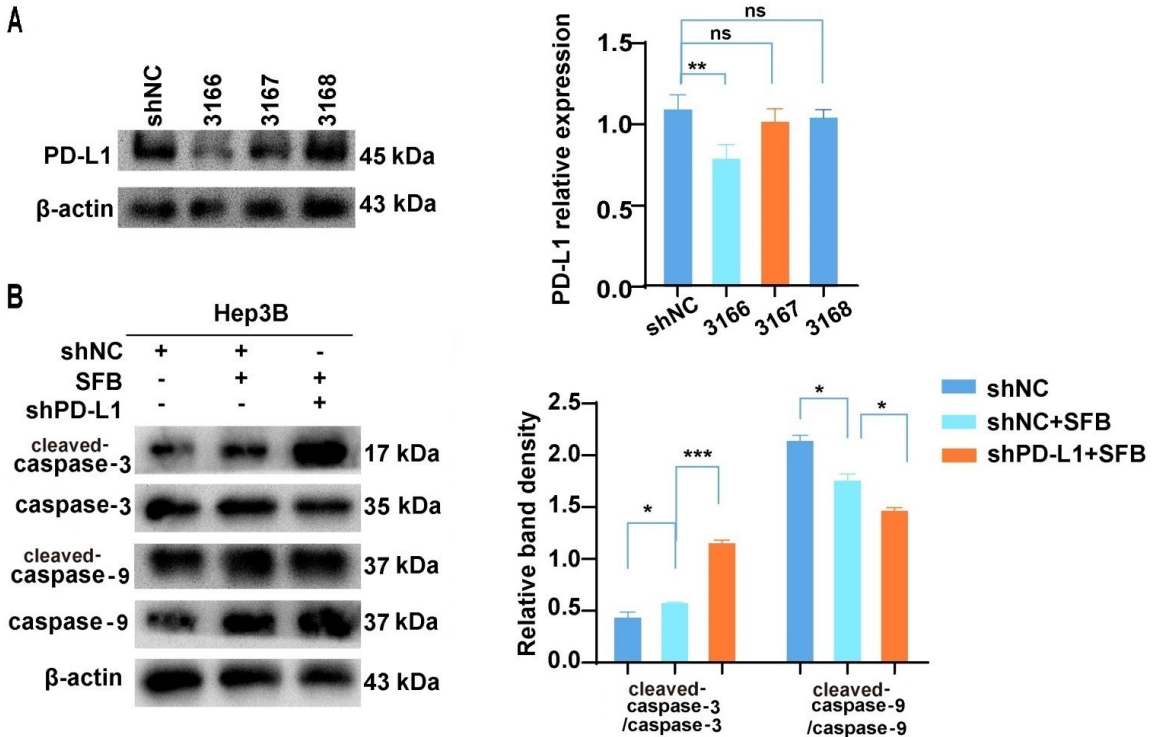 A
shNC 3166 3167 3168
PD-L1 45 kDa
β-actin 43 kDa
PD-L1 relative expression
1.5
1.0
0.5
0.0
ns
ns
**
shNC 3166 3167 3168
B
Hep3B
shNC + + -
SFB - + +
shPD-L1 - - +
cleaved-
caspase-3 17 kDa
caspase-3 35 kDa
cleaved-
caspase-9 37 kDa
caspase-9 37 kDa
β-actin 43 kDa
Relative band density
2.5
2.0
1.5
1.0
0.5
0.0
*
***
*
*
cleaved-
caspase-3
/caspase-3
cleaved-
caspase-9
/caspase-9
shNC
shNC+SFB
shPD-L1+SFB